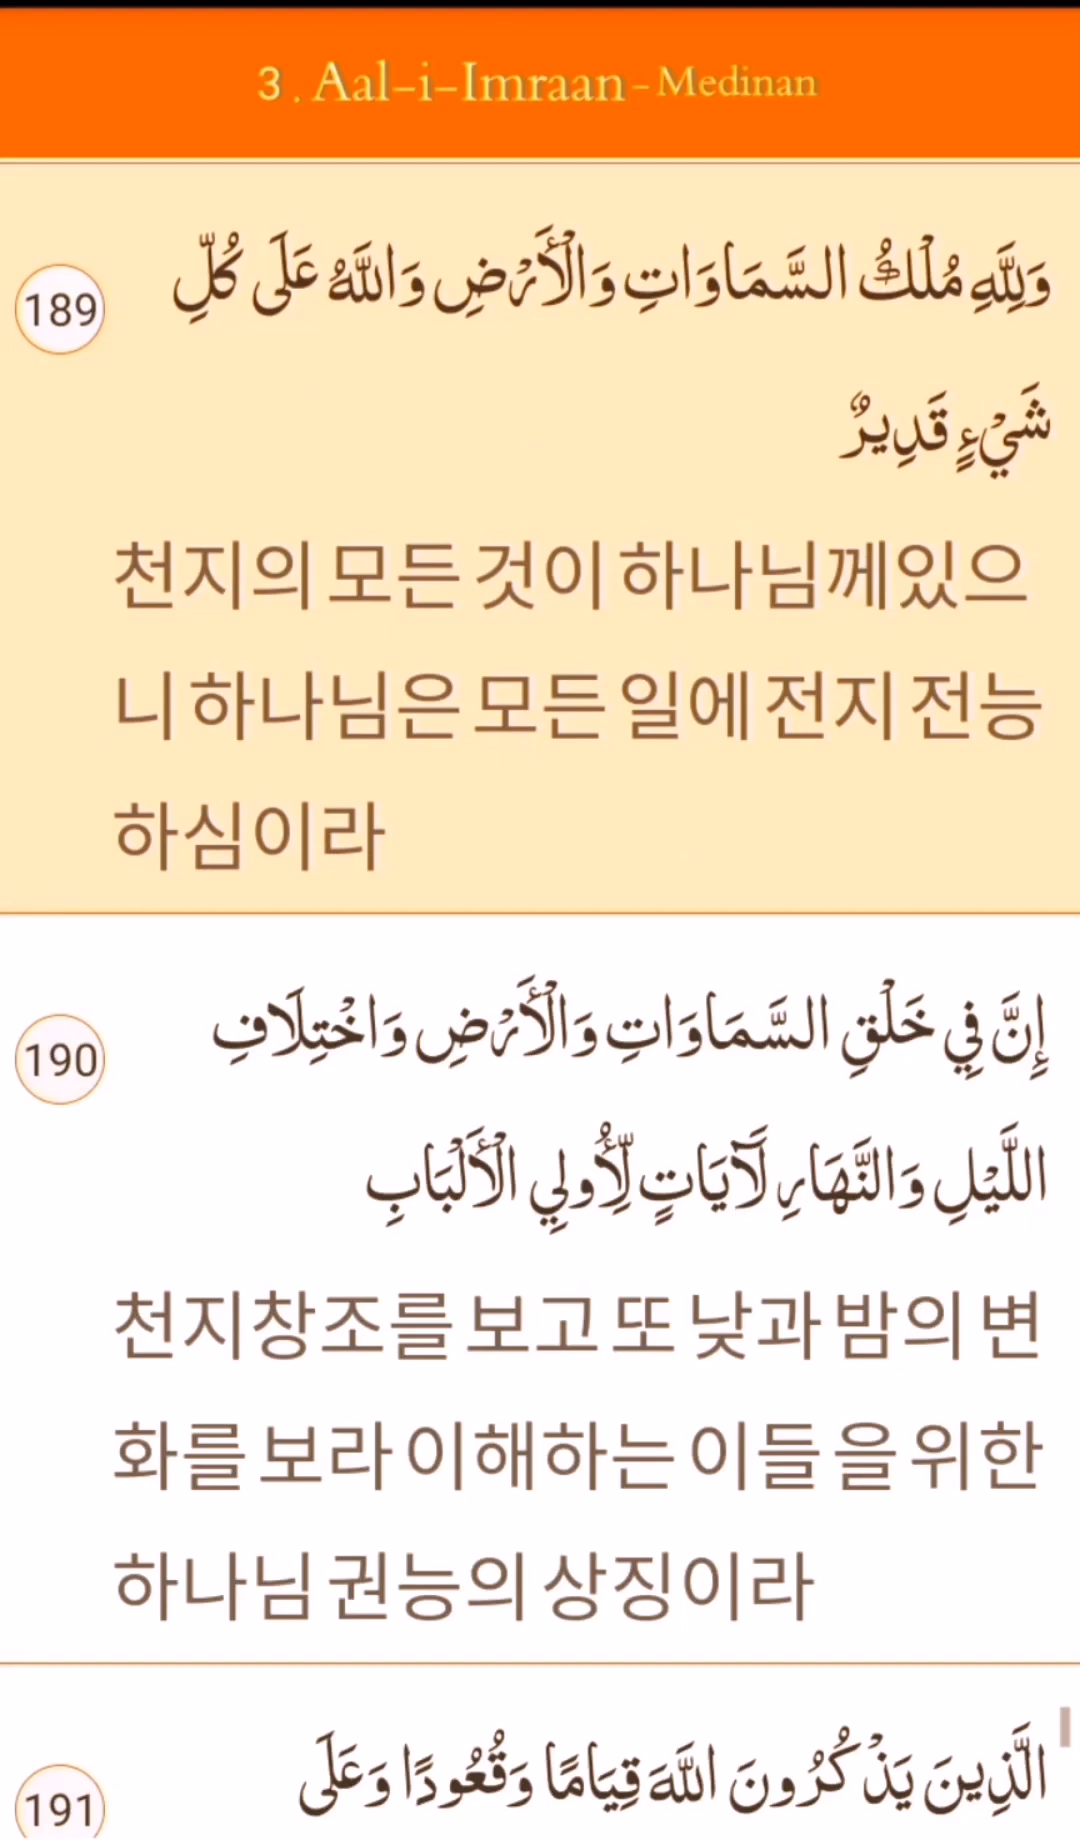 3 . Aal-i-Imraan - Medinan
وَلِلَّهِ مُلْكُ السَّمَاوَاتِ وَالْأَرْضِ وَاللَّهُ عَلَى كُلِّ
189
شَيْءٍ قَدِيرٌ
천지의 모든 것이 하나님께있으
니 하나님은 모든 일에 전지 전능
하심이라
إِنَّ فِي خَلْقِ السَّمَاوَاتِ وَالْأَرْضِ وَاخْتِلَافِ
190
اللَّيْلِ وَالنَّهَارِ لَآيَاتٍ لِّأُولِي الْأَلْبَابِ
천지창조를 보고 또 낮과 밤의 변
화를 보라 이해하는 이들 을 위한
하나님 권능의 상징이라
الَّذِينَ يَذْكُرُونَ اللَّهَ قِيَامًا وَقُعُودًا وَعَلَى
191